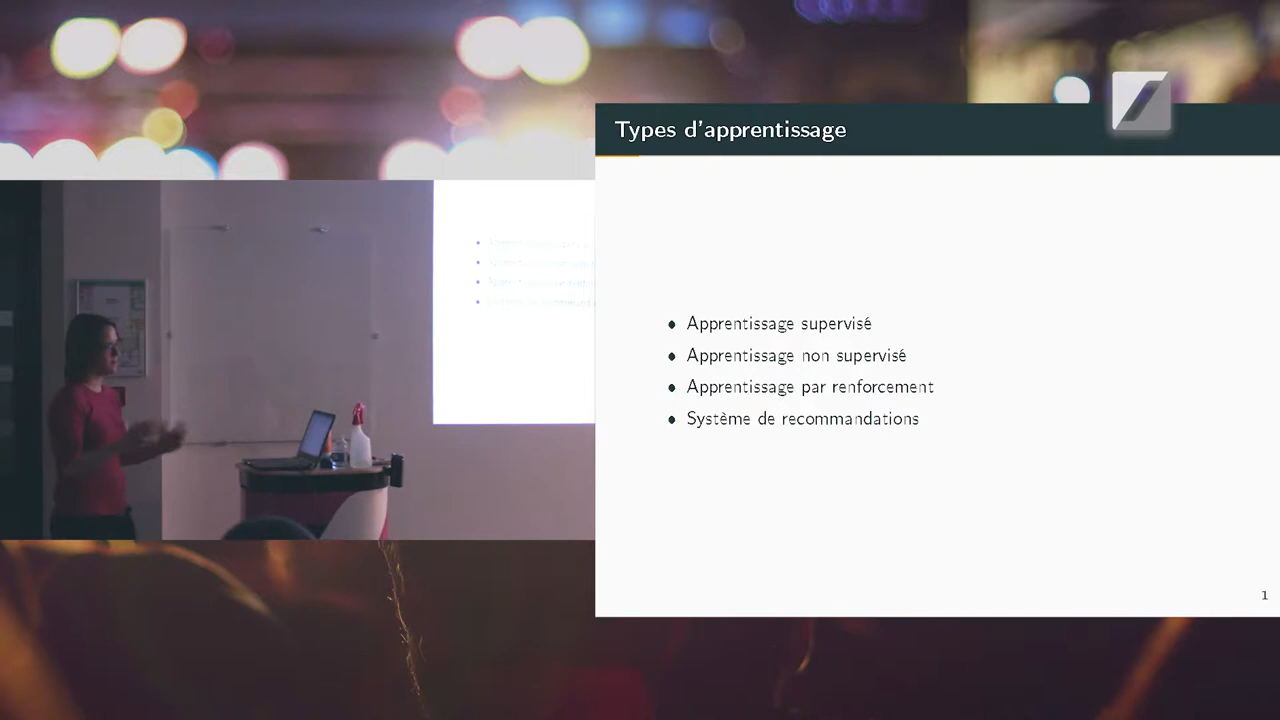 Types d'apprentissage
• Apprentissage supervisé
• Apprentissage non supervisé
• Apprentissage par renforcement
• Système de recommandations
1